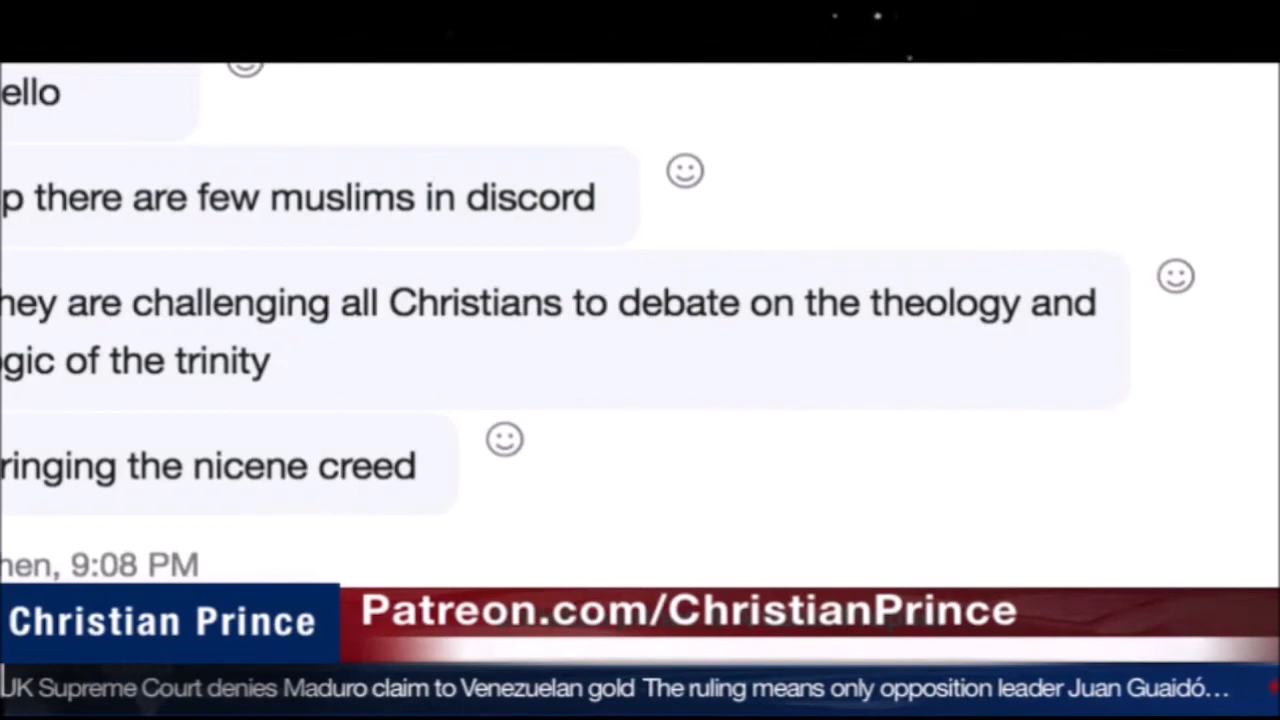 ello
p there are few muslims in discord
hey are challenging all Christians to debate on the theology and
ogic of the trinity
ringing the nicene creed
hen, 9:08 PM
Christian Prince
Patreon.com/ChristianPrince
UK Supreme Court denies Maduro claim to Venezuelan gold The ruling means only opposition leader Juan Guaidó…